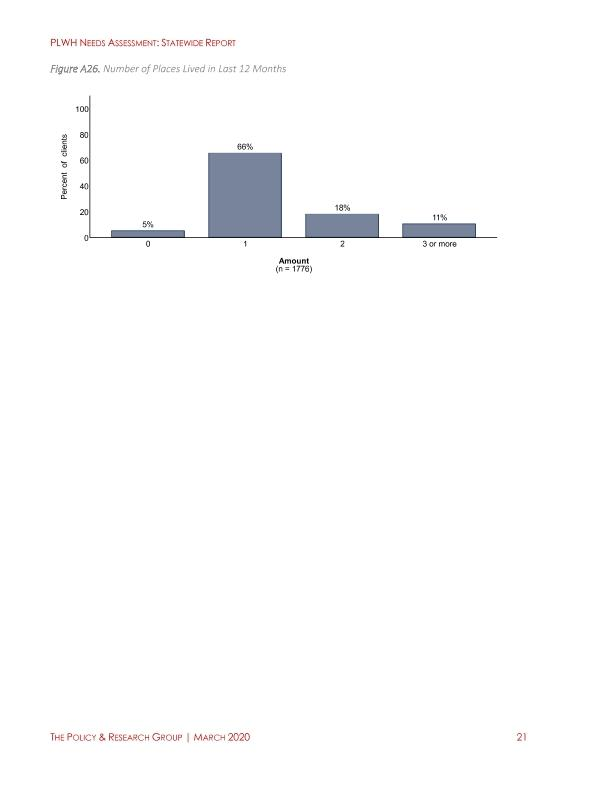 PLWH NEEDS ASSESSMENT: STATEWIDE REPORT
Figure A26. Number of Places Lived in Last 12 Months
100
80
60
40
20
0
Percent of clients
5%
66%
18%
11%
0 1 2 3 or more
Amount
(n = 1776)
THE POLICY & RESEARCH GROUP | MARCH 2020 21